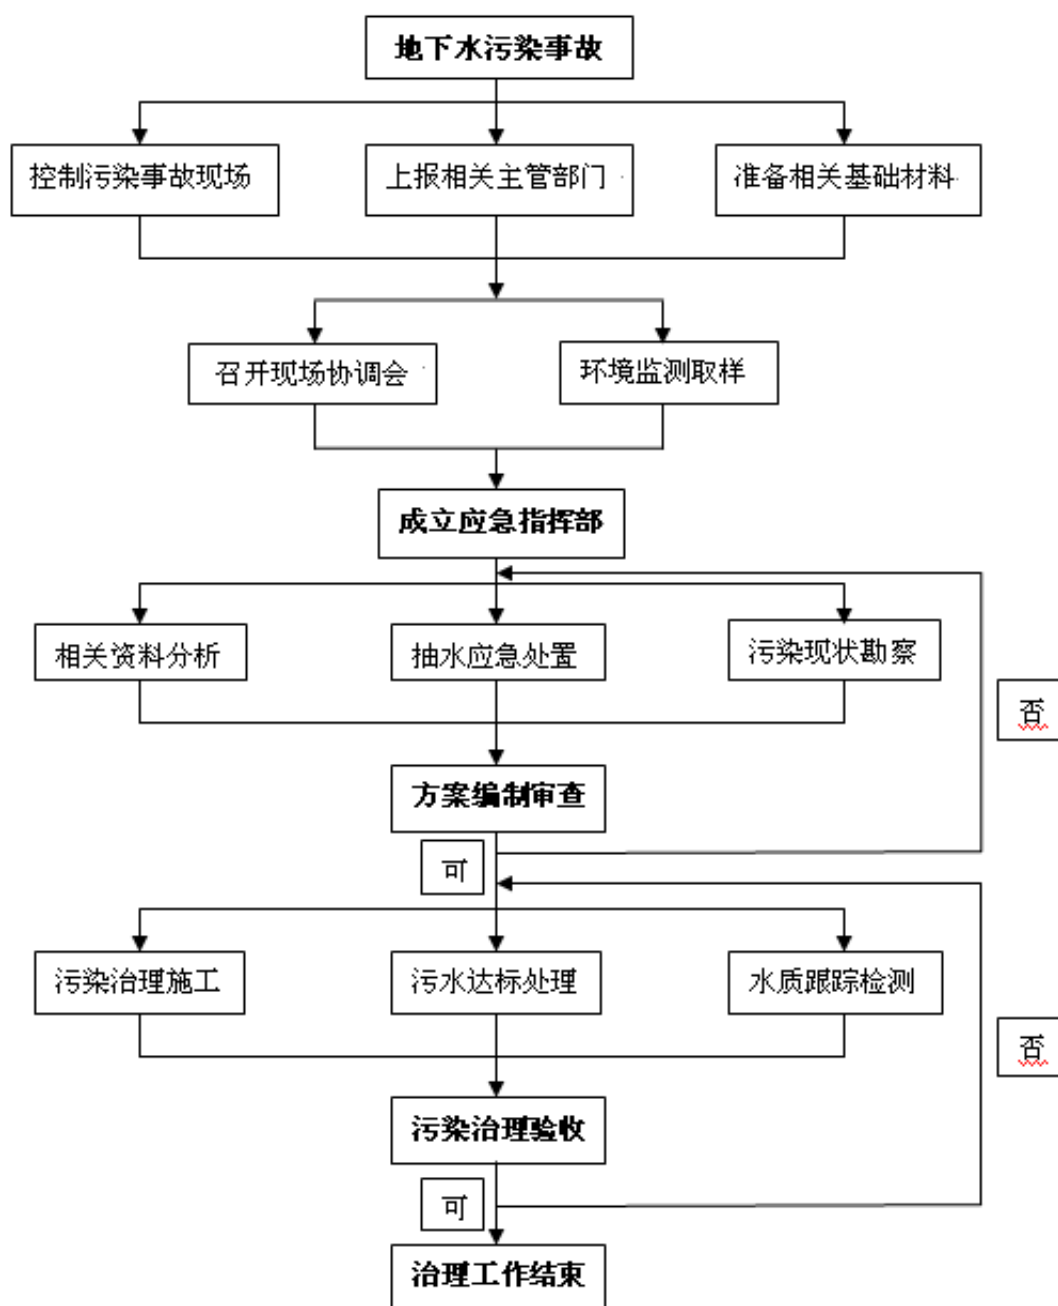 地下水污染事故
控制污染事故现场
上报相关主管部门
准备相关基础材料
召开现场协调会
环境监测取样
成立应急指挥部
相关资料分析
抽水应急处置
污染现状勘察
否
方案编制审查
可
污染治理施工
污水达标处理
水质跟踪检测
否
污染治理验收
可
治理工作结束